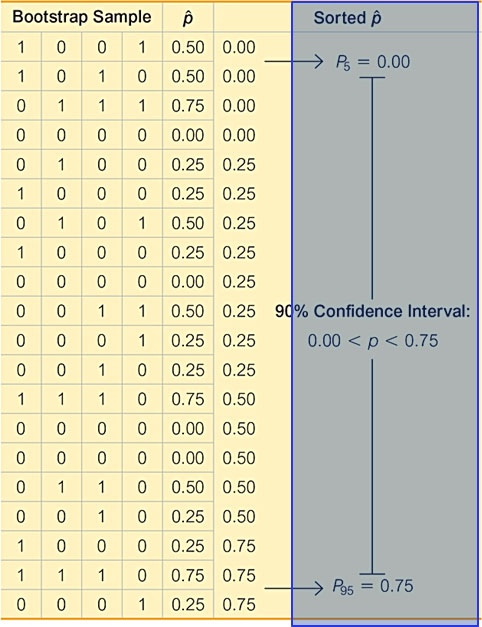 Bootstrap Sample p̂ Sorted p̂
1 0 0 1 0.50 0.00
1 0 1 0 0.50 0.00
P5 = 0.00
0 1 1 1 0.75 0.00
0 0 0 0 0.00 0.00
0 1 0 0 0.25 0.25
1 0 0 0 0.25 0.25
0 1 0 1 0.50 0.25
1 0 0 0 0.25 0.25
0 0 0 0 0.00 0.25
0 0 1 1 0.50 0.25 90% Confidence Interval:
0 0 0 1 0.25 0.25 0.00 < p < 0.75
0 0 1 0 0.25 0.25
1 1 1 0 0.75 0.50
0 0 0 0 0.00 0.50
0 0 0 0 0.00 0.50
0 1 1 0 0.50 0.50
0 0 1 0 0.25 0.50
1 0 0 0 0.25 0.75
1 1 1 0 0.75 0.75
P95 = 0.75
0 0 0 1 0.25 0.75